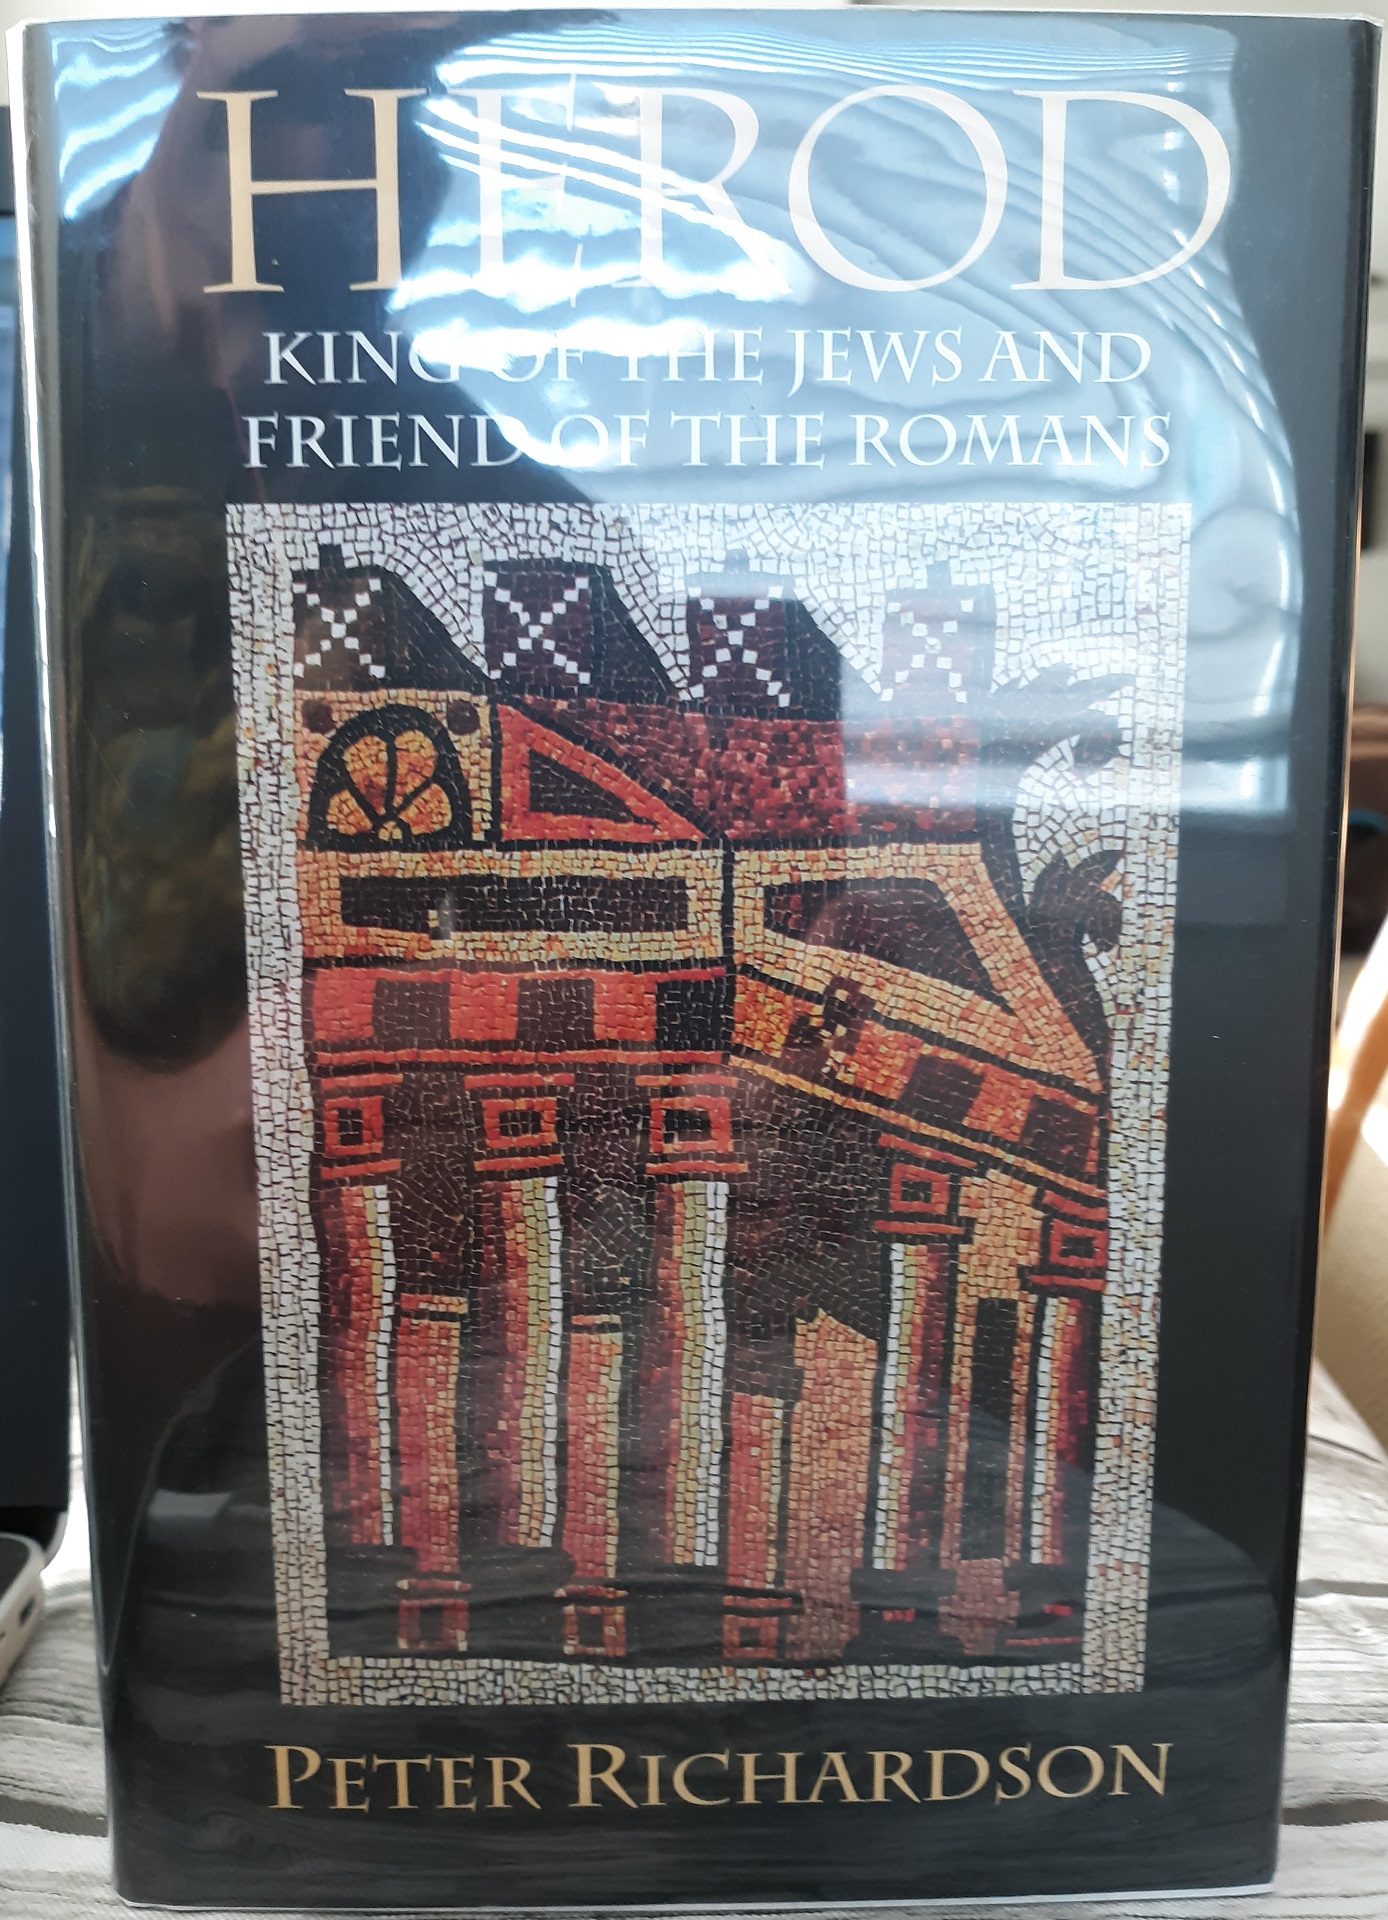 HEROD
KING OF THE JEWS AND
FRIEND OF THE ROMANS
PETER RICHARDSON